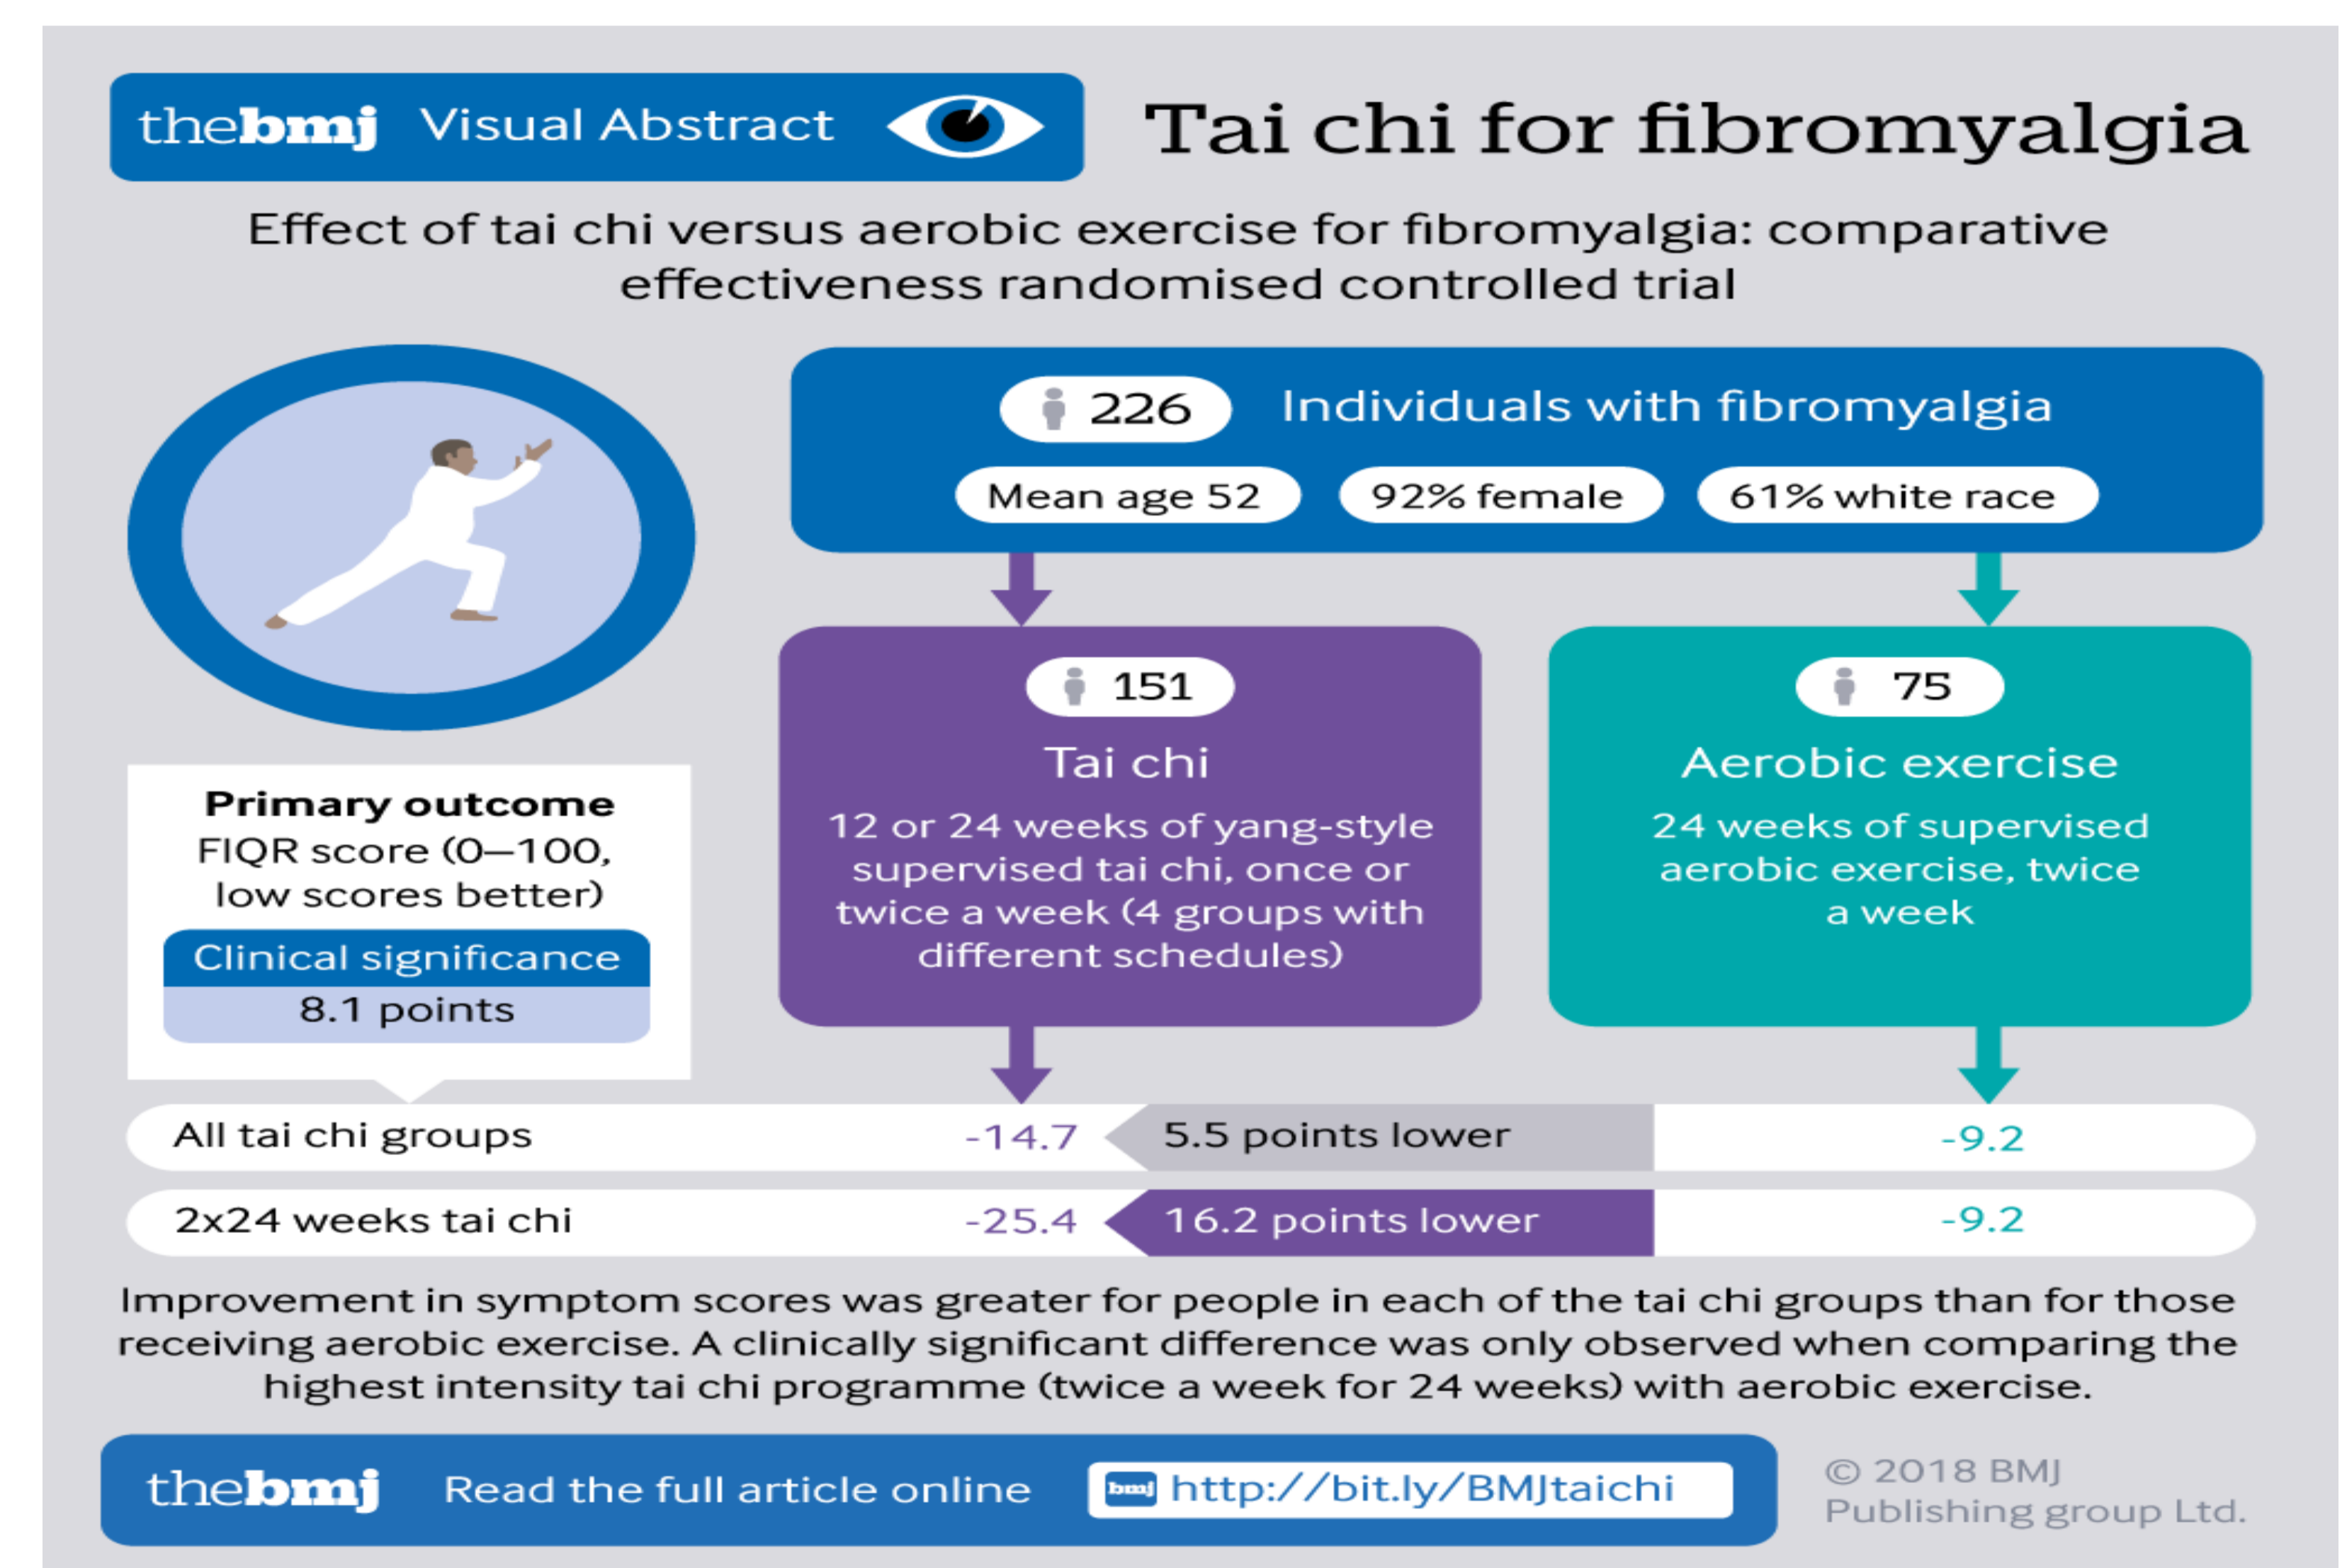 thebmj Visual Abstract
Tai chi for fibromyalgia
Effect of tai chi versus aerobic exercise for fibromyalgia: comparative
effectiveness randomised controlled trial
226 Individuals with fibromyalgia
Mean age 52 92% female 61% white race
151
Tai chi
12 or 24 weeks of yang-style
supervised tai chi, once or
twice a week (4 groups with
different schedules)
75
Aerobic exercise
24 weeks of supervised
aerobic exercise, twice
a week
Primary outcome
FIQR score (0–100,
low scores better)
Clinical significance
8.1 points
All tai chi groups -14.7 5.5 points lower -9.2
2x24 weeks tai chi -25.4 16.2 points lower -9.2
Improvement in symptom scores was greater for people in each of the tai chi groups than for those
receiving aerobic exercise. A clinically significant difference was only observed when comparing the
highest intensity tai chi programme (twice a week for 24 weeks) with aerobic exercise.
thebmj Read the full article online bmj http://bit.ly/BMJtaichi
© 2018 BMJ
Publishing group Ltd.